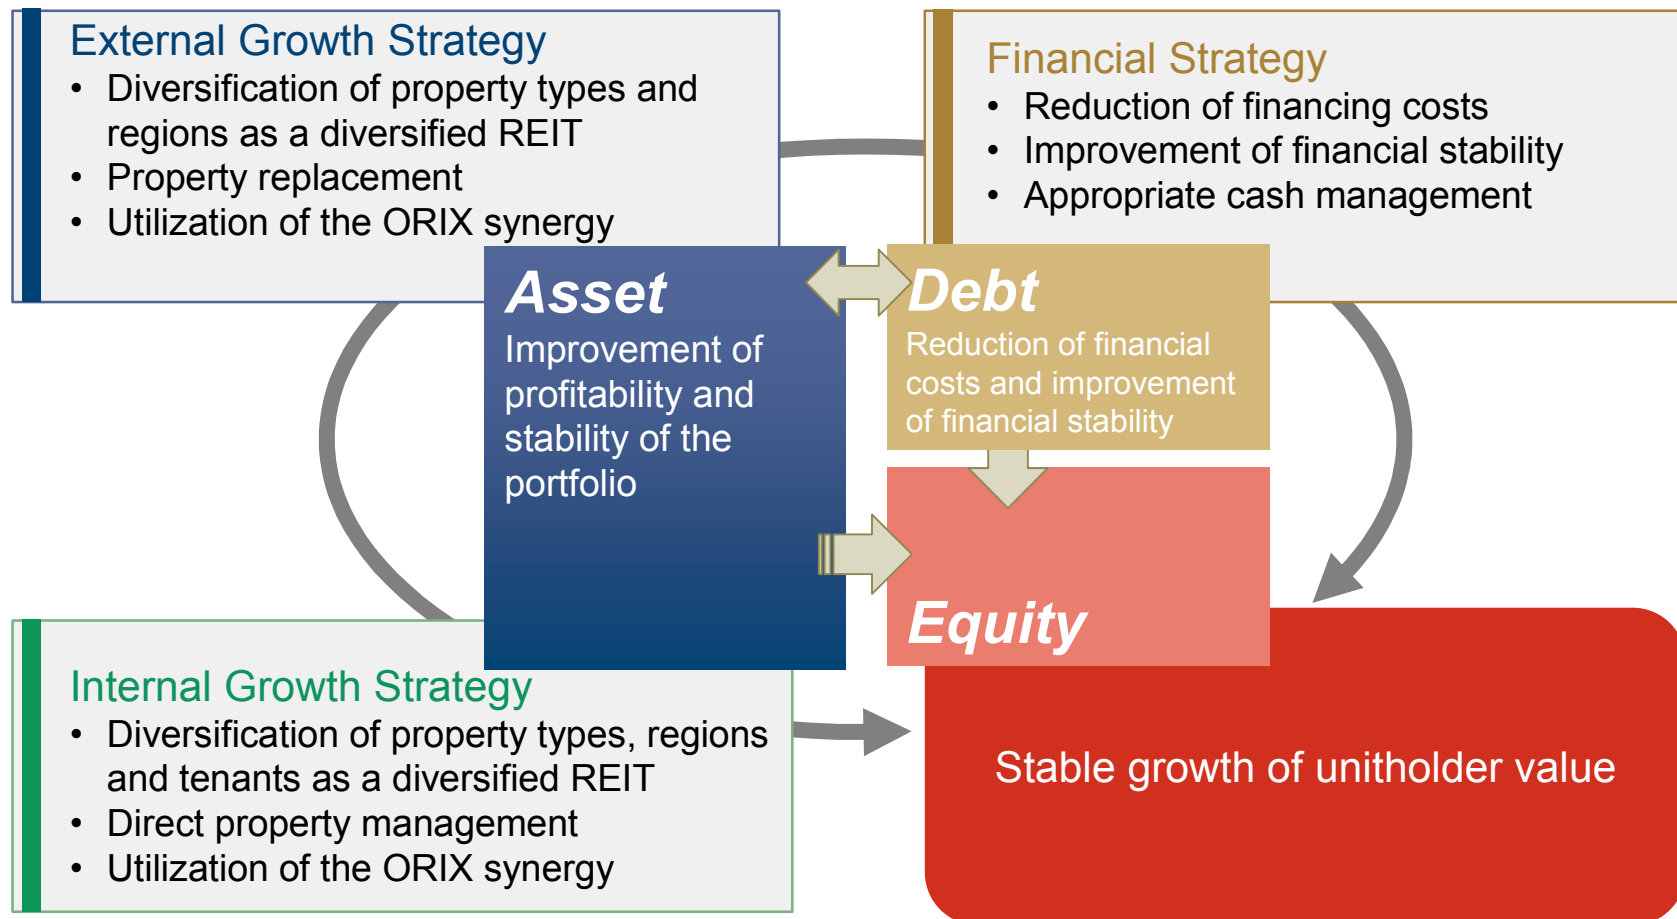 External Growth Strategy
• Diversification of property types and
regions as a diversified REIT
• Property replacement
• Utilization of the ORIX synergy
Financial Strategy
• Reduction of financing costs
• Improvement of financial stability
• Appropriate cash management
Asset
Improvement of
profitability and
stability of the
portfolio
Debt
Reduction of financial
costs and improvement
of financial stability
Equity
Internal Growth Strategy
• Diversification of property types, regions
and tenants as a diversified REIT
• Direct property management
• Utilization of the ORIX synergy
Stable growth of unitholder value